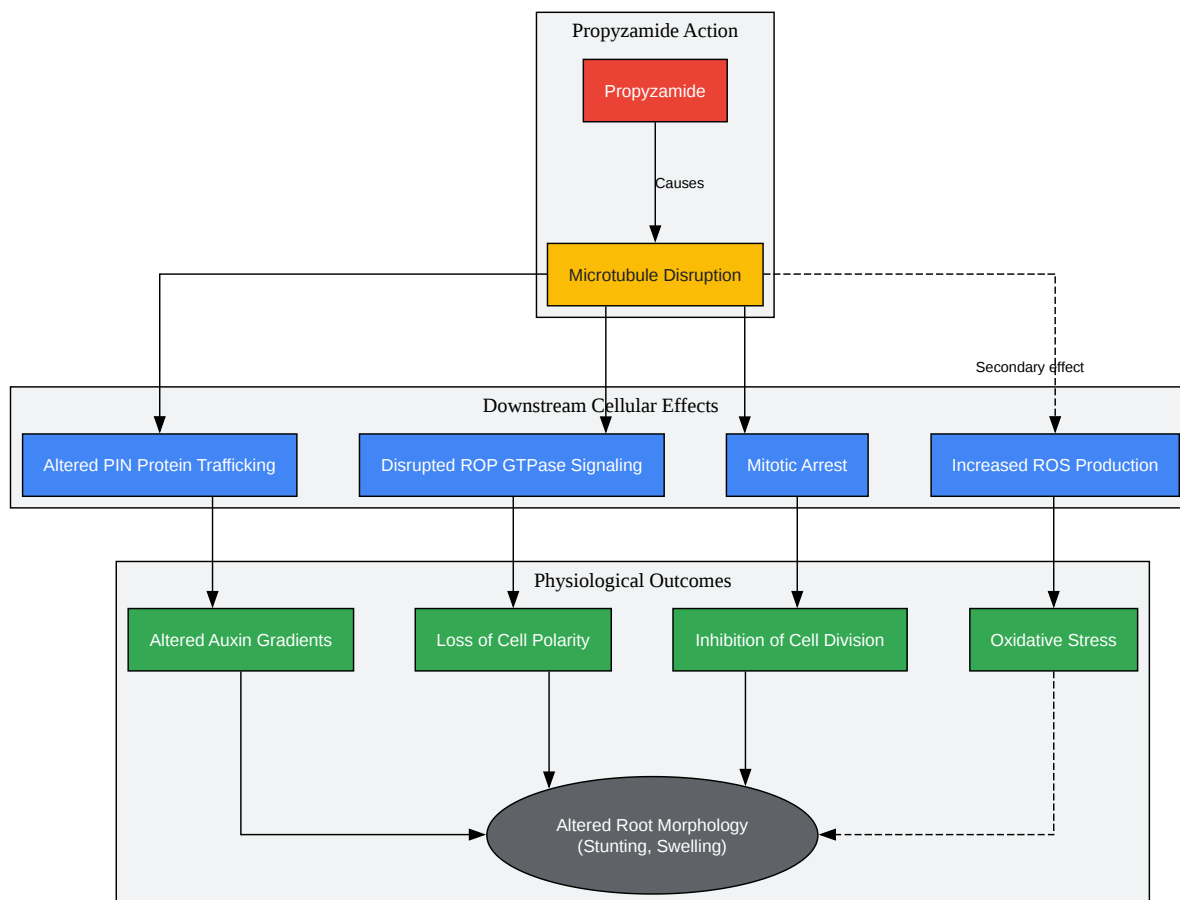 Propyzamide Action
Propyzamide
Causes
Microtubule Disruption
Secondary effect
Downstream Cellular Effects
Altered PIN Protein Trafficking
Disrupted ROP GTPase Signaling
Mitotic Arrest
Increased ROS Production
Physiological Outcomes
Altered Auxin Gradients
Loss of Cell Polarity
Inhibition of Cell Division
Oxidative Stress
Altered Root Morphology
(Stunting, Swelling)